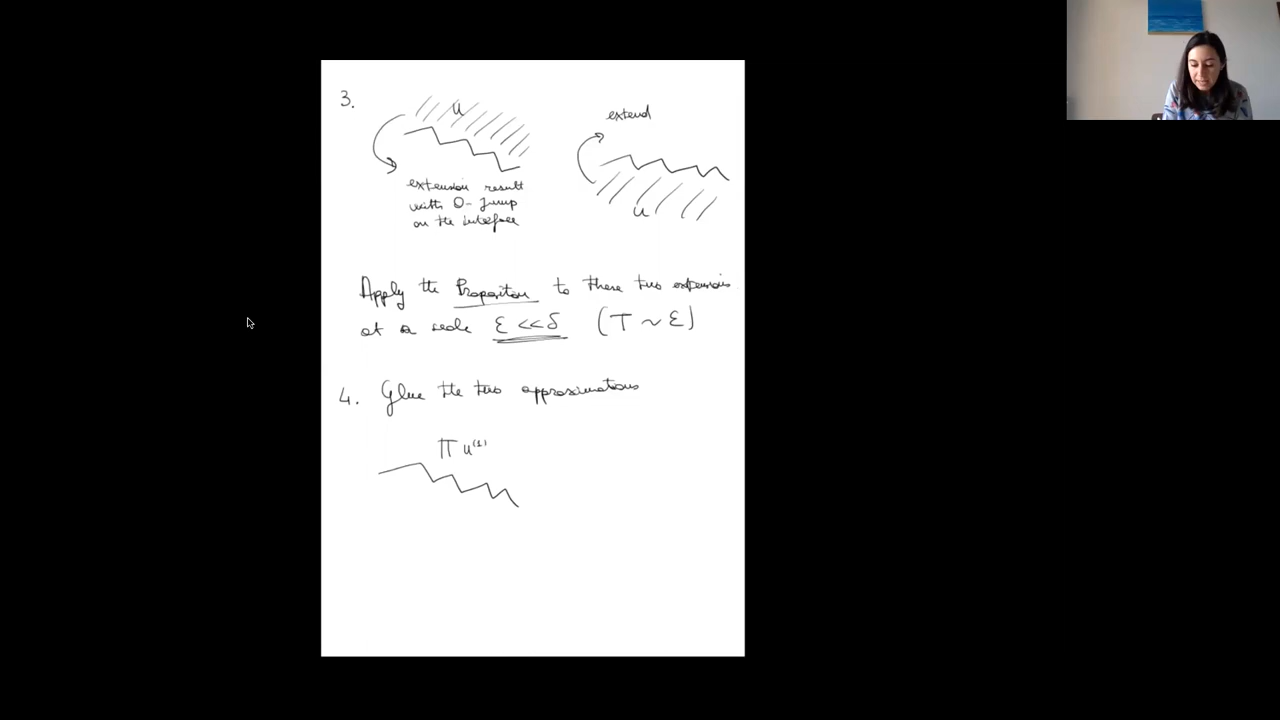 3.
u
extend
extension result
with 0-jump
on the interface
u
Apply the Proposition to these two extensions
at a scale ε << δ (T ~ ε)
4. Glue the two approximations
Π u⁽¹⁾